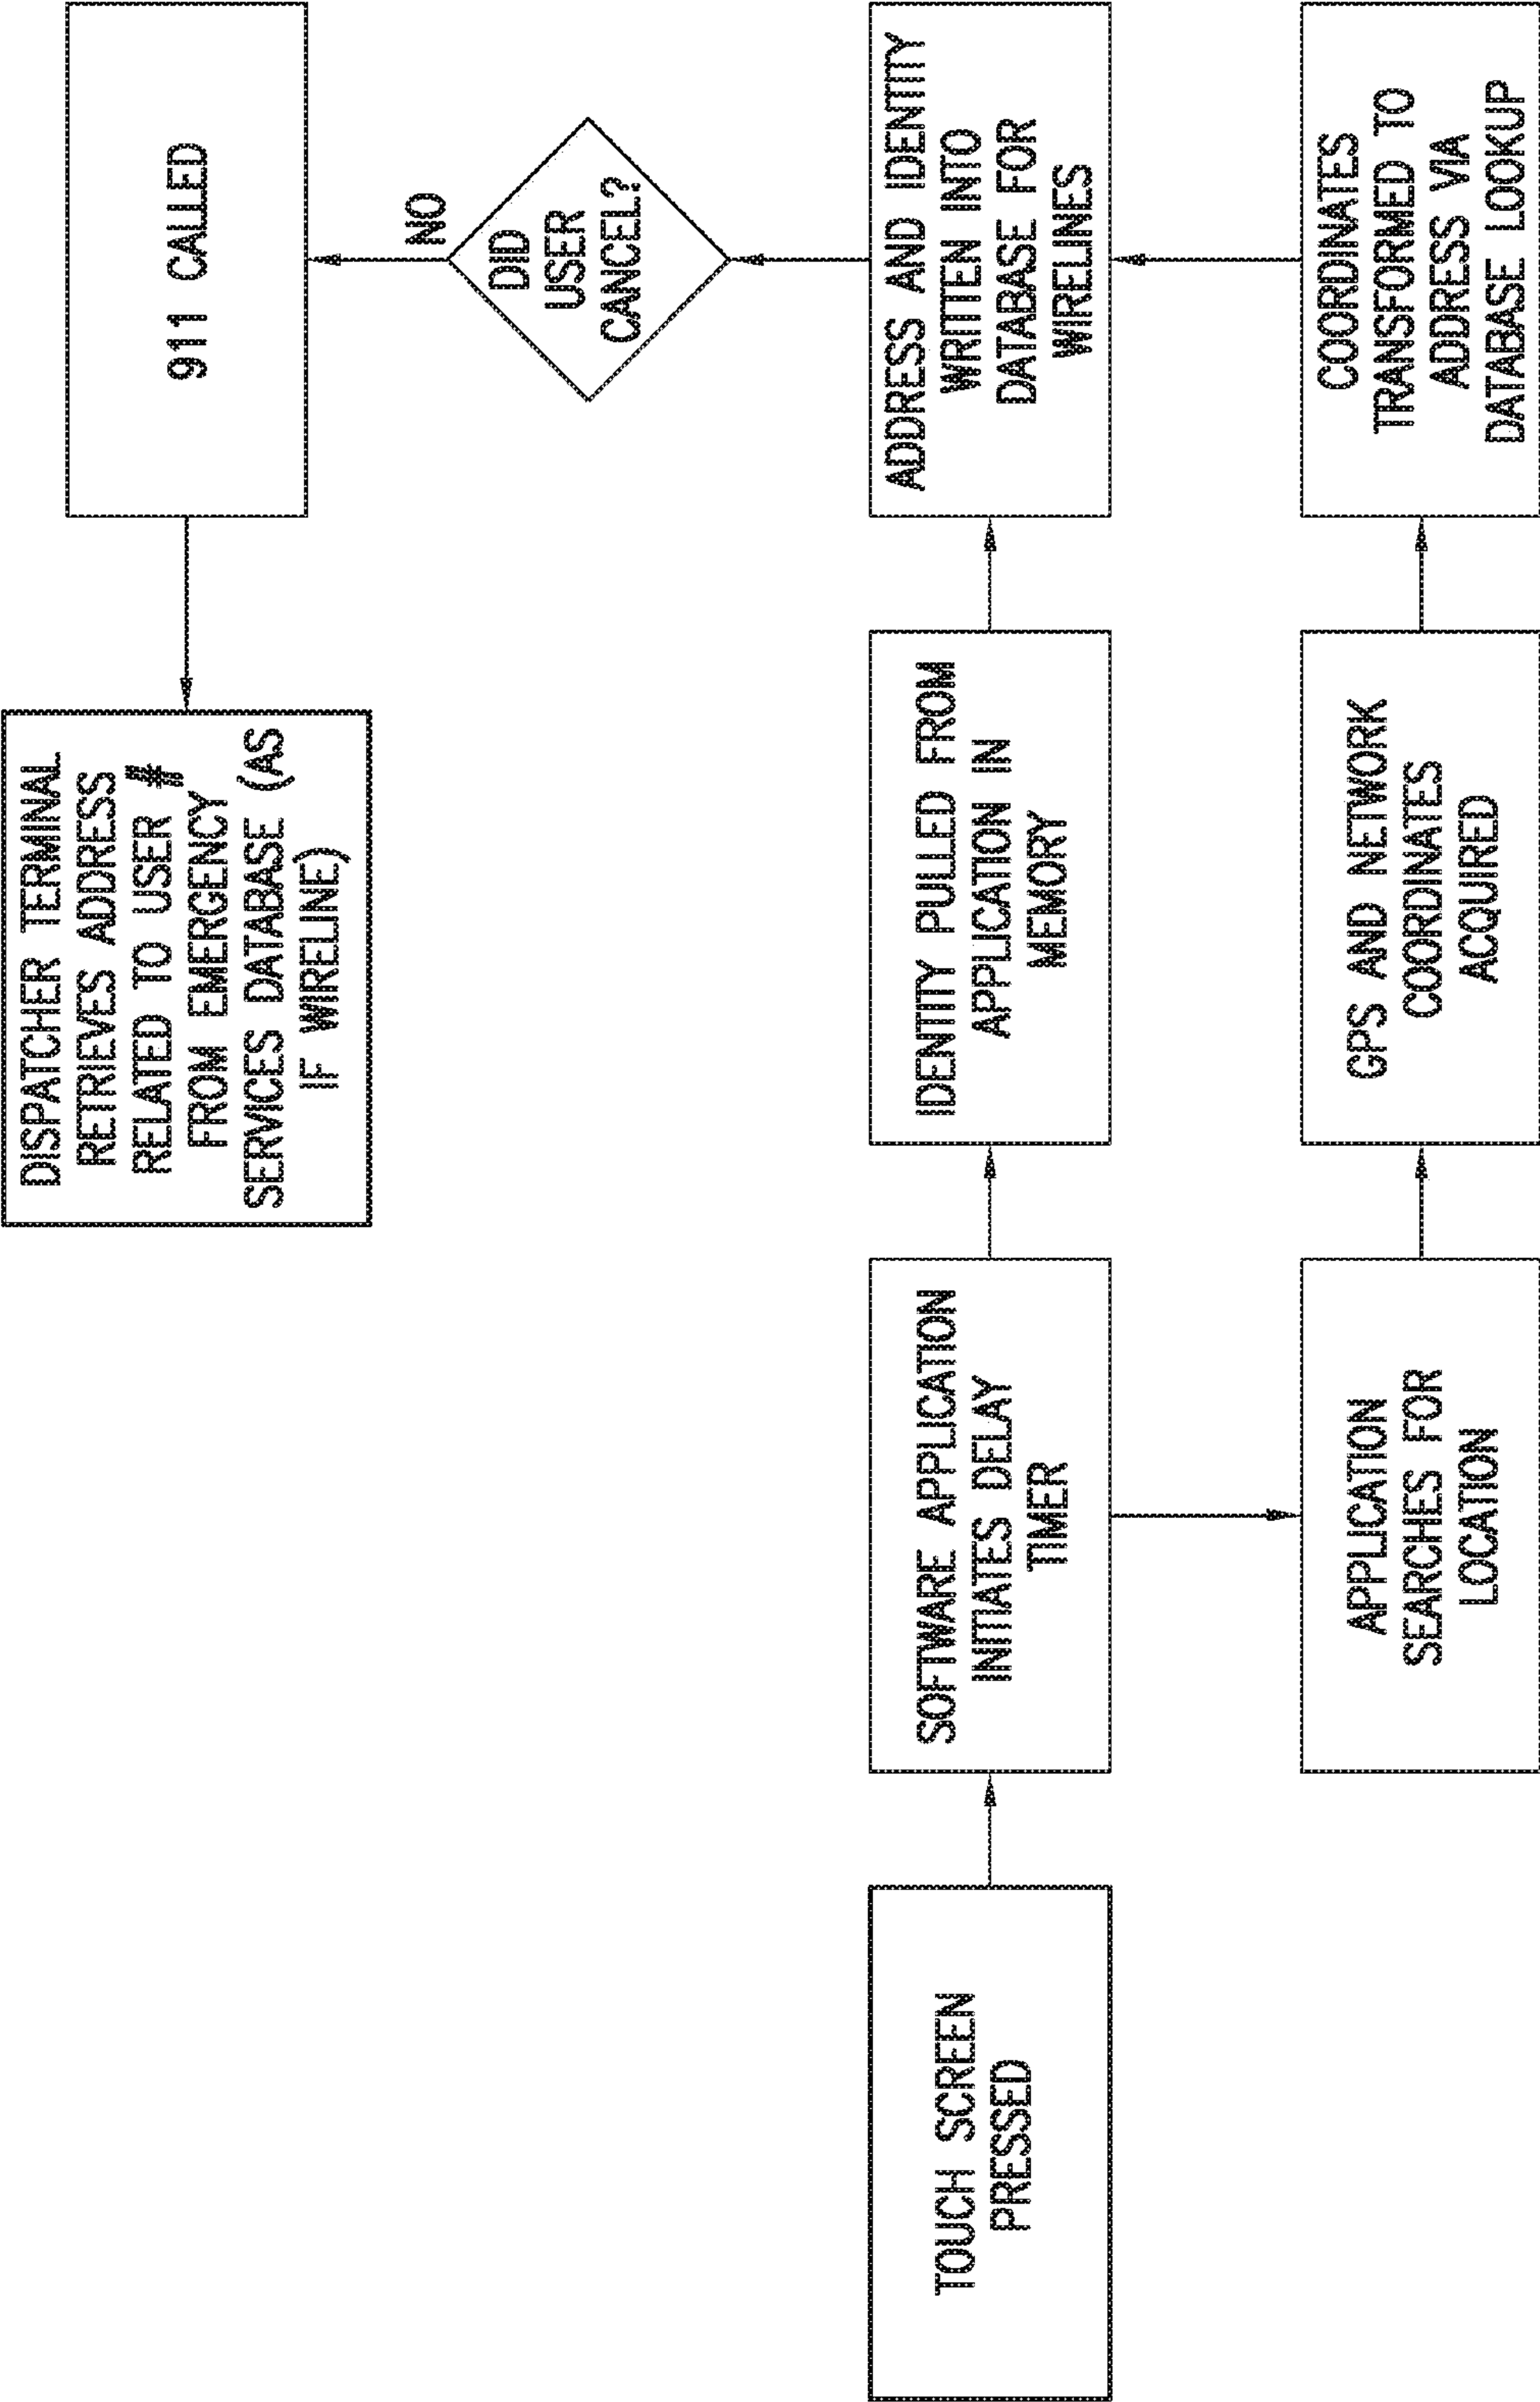 DISPATCHER TERMINAL
RETRIEVES ADDRESS
RELATED TO USER #
FROM EMERGENCY
SERVICES DATABASE (AS
IF WIRELINE)
911 CALLED
NO
DID
USER
CANCEL?
TOUCH SCREEN
PRESSED
SOFTWARE APPLICATION
INITIATES DELAY
TIMER
IDENTITY PULLED FROM
APPLICATION IN
MEMORY
ADDRESS AND IDENTITY
WRITTEN INTO
DATABASE FOR
WIRELINES
APPLICATION
SEARCHES FOR
LOCATION
GPS AND NETWORK
COORDINATES
ACQUIRED
COORDINATES
TRANSFORMED TO
ADDRESS VIA
DATABASE LOOKUP